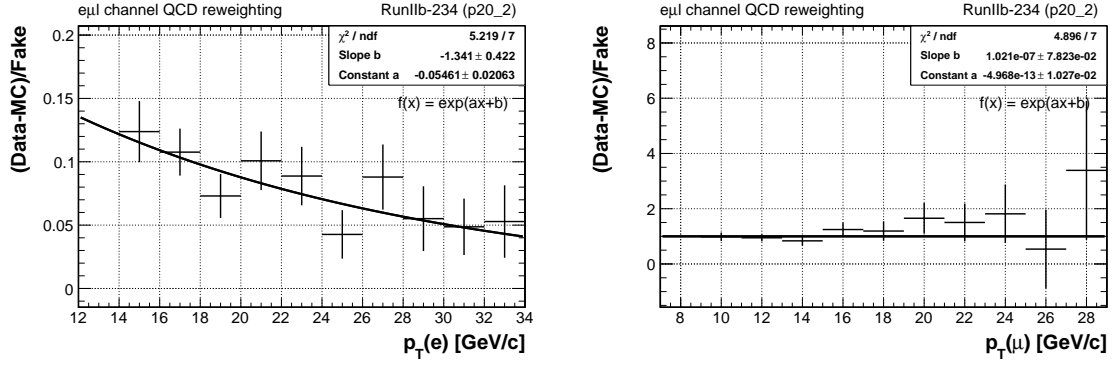 eμl channel QCD reweighting RunIIb-234 (p20_2)
χ² / ndf 5.219 / 7
Slope b -1.341 ± 0.422
Constant a -0.05461 ± 0.02063
f(x) = exp(ax+b)
(Data-MC)/Fake
0.2
0.15
0.1
0.05
0
12 14 16 18 20 22 24 26 28 30 32 34
p_T(e) [GeV/c]
eμl channel QCD reweighting RunIIb-234 (p20_2)
χ² / ndf 4.896 / 7
Slope b 1.021e-07 ± 7.823e-02
Constant a -4.968e-13 ± 1.027e-02
f(x) = exp(ax+b)
(Data-MC)/Fake
8
6
4
2
0
8 10 12 14 16 18 20 22 24 26 28
p_T(μ) [GeV/c]